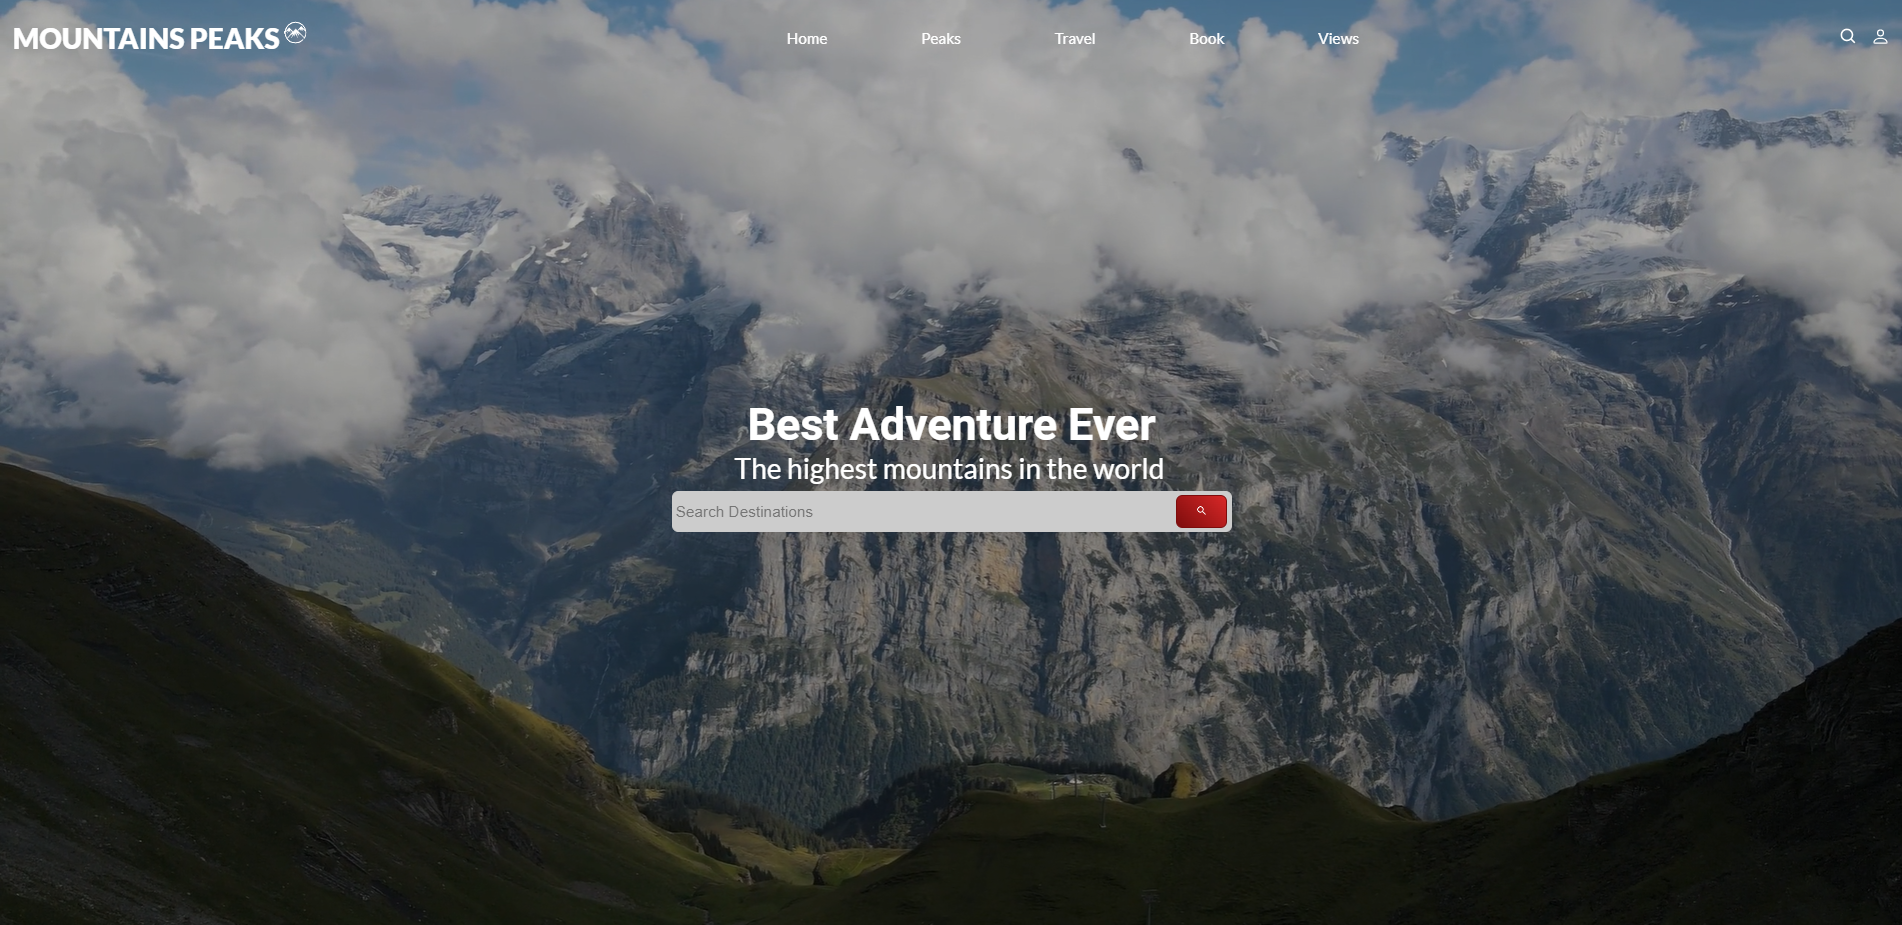 MOUNTAINS PEAKS
Home Peaks Travel Book Views
Best Adventure Ever
The highest mountains in the world
Search Destinations